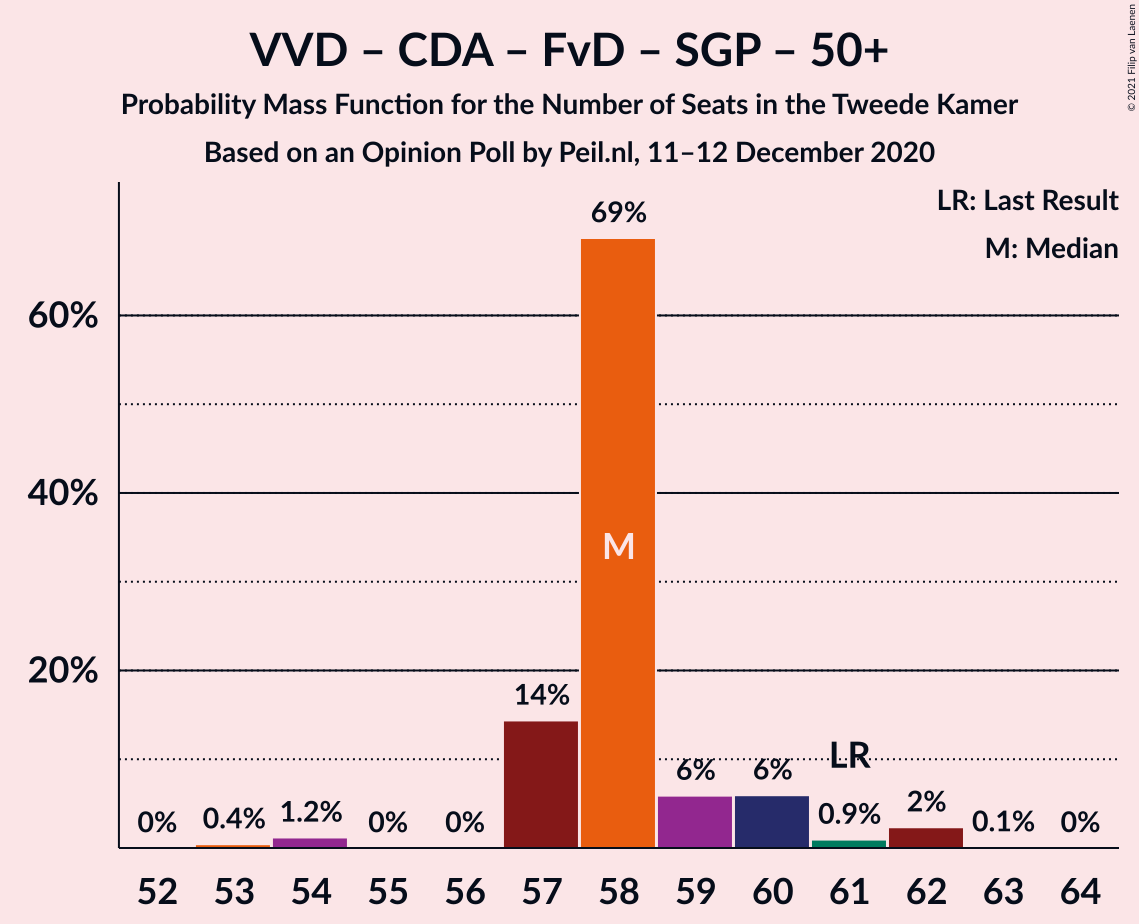 VVD – CDA – FvD – SGP – 50+
Probability Mass Function for the Number of Seats in the Tweede Kamer
Based on an Opinion Poll by Peil.nl, 11–12 December 2020
© 2021 Filip van Laenen
LR: Last Result
M: Median
69%
60%
40%
M
20%
14%
LR
6%
6%
2%
0%
0.4%
1.2%
0%
0%
0.9%
0.1%
0%
52 53 54 55 56 57 58 59 60 61 62 63 64